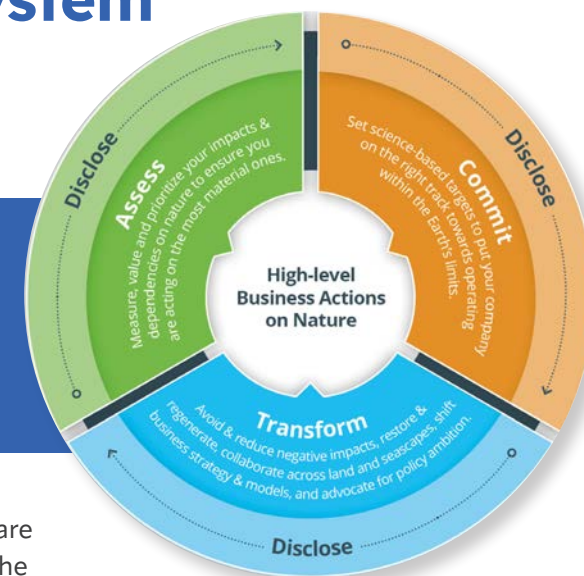 ystem
Disclose
Assess
Measure, value and prioritize your impacts &
dependencies on nature to ensure you
are acting on the most material ones.
Disclose
Commit
Set science-based targets to put your company
on the right track towards operating
within the Earth's limits.
High-level
Business Actions
on Nature
Transform
Avoid & reduce negative impacts, restore &
regenerate, collaborate across land and seascapes, shift
business strategy & models, and advocate for policy ambition.
Disclose
are
he